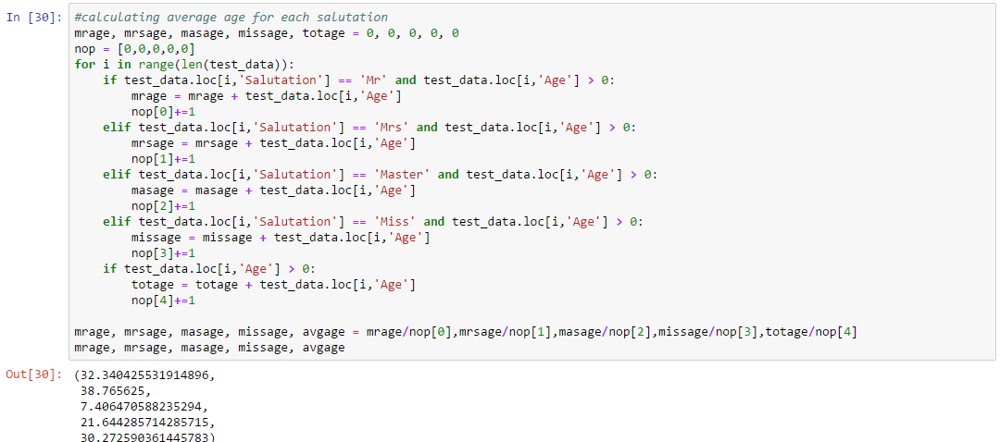 In [30]: #calculating average age for each salutation
mrage, mrsage, masage, missage, totage = 0, 0, 0, 0, 0
nop = [0,0,0,0,0]
for i in range(len(test_data)):
    if test_data.loc[i,'Salutation'] == 'Mr' and test_data.loc[i,'Age'] > 0:
        mrage = mrage + test_data.loc[i,'Age']
        nop[0]+=1
    elif test_data.loc[i,'Salutation'] == 'Mrs' and test_data.loc[i,'Age'] > 0:
        mrsage = mrsage + test_data.loc[i,'Age']
        nop[1]+=1
    elif test_data.loc[i,'Salutation'] == 'Master' and test_data.loc[i,'Age'] > 0:
        masage = masage + test_data.loc[i,'Age']
        nop[2]+=1
    elif test_data.loc[i,'Salutation'] == 'Miss' and test_data.loc[i,'Age'] > 0:
        missage = missage + test_data.loc[i,'Age']
        nop[3]+=1
    if test_data.loc[i,'Age'] > 0:
        totage = totage + test_data.loc[i,'Age']
        nop[4]+=1
mrage, mrsage, masage, missage, avgage = mrage/nop[0],mrsage/nop[1],masage/nop[2],missage/nop[3],totage/nop[4]
mrage, mrsage, masage, missage, avgage
Out[30]: (32.340425531914896,
38.765625,
7.406470588235294,
21.644285714285715,
30.272590361445783)